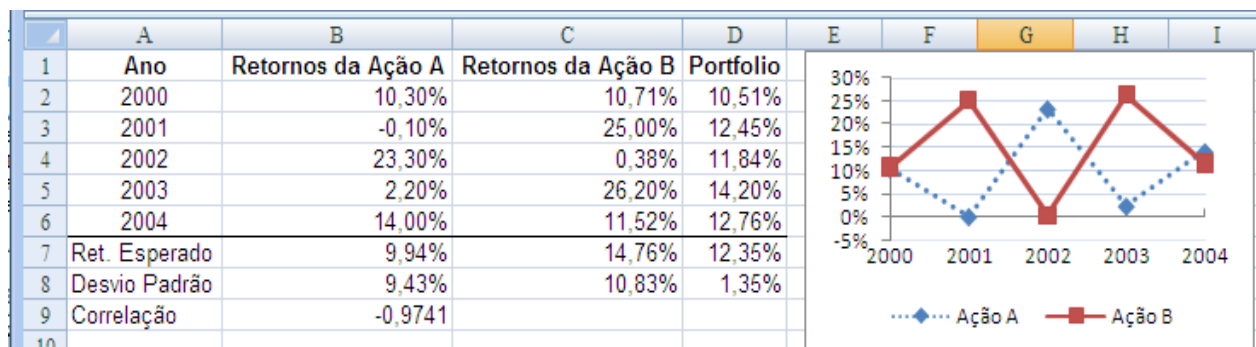 A B C D E F G H I
1 Ano Retornos da Ação A Retornos da Ação B Portfolio
2 2000 10,30% 10,71% 10,51%
3 2001 -0,10% 25,00% 12,45%
4 2002 23,30% 0,38% 11,84%
5 2003 2,20% 26,20% 14,20%
6 2004 14,00% 11,52% 12,76%
7 Ret. Esperado 9,94% 14,76% 12,35%
8 Desvio Padrão 9,43% 10,83% 1,35%
9 Correlação -0,9741
10
30%
25%
20%
15%
10%
5%
0%
-5%
2000 2001 2002 2003 2004
Ação A Ação B